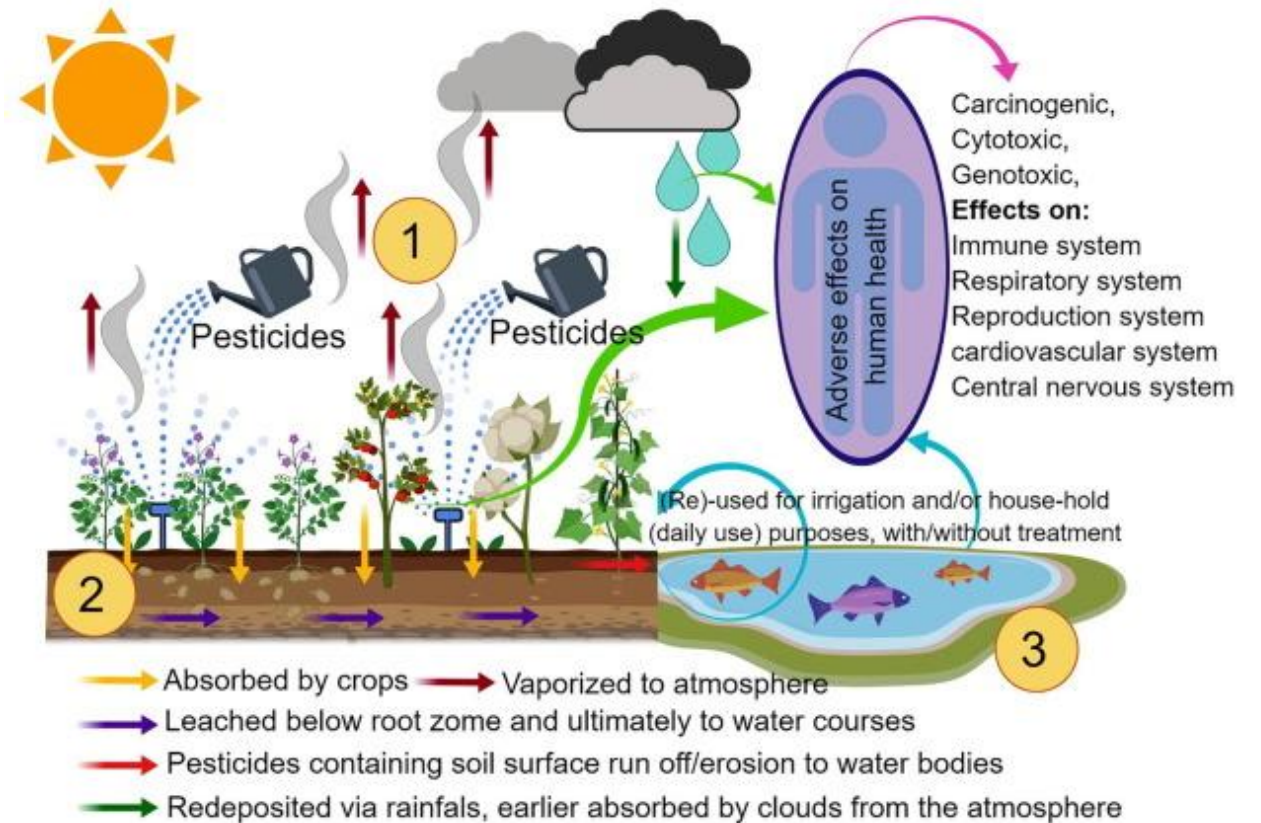 1
Pesticides
Pesticides
Adverse effects on
human health
Carcinogenic,
Cytotoxic,
Genotoxic,
Effects on:
Immune system
Respiratory system
Reproduction system
cardiovascular system
Central nervous system
(Re)-used for irrigation and/or house-hold
(daily use) purposes, with/without treatment
2
3
Absorbed by crops
Vaporized to atmosphere
Leached below root zome and ultimately to water courses
Pesticides containing soil surface run off/erosion to water bodies
Redeposited via rainfals, earlier absorbed by clouds from the atmosphere